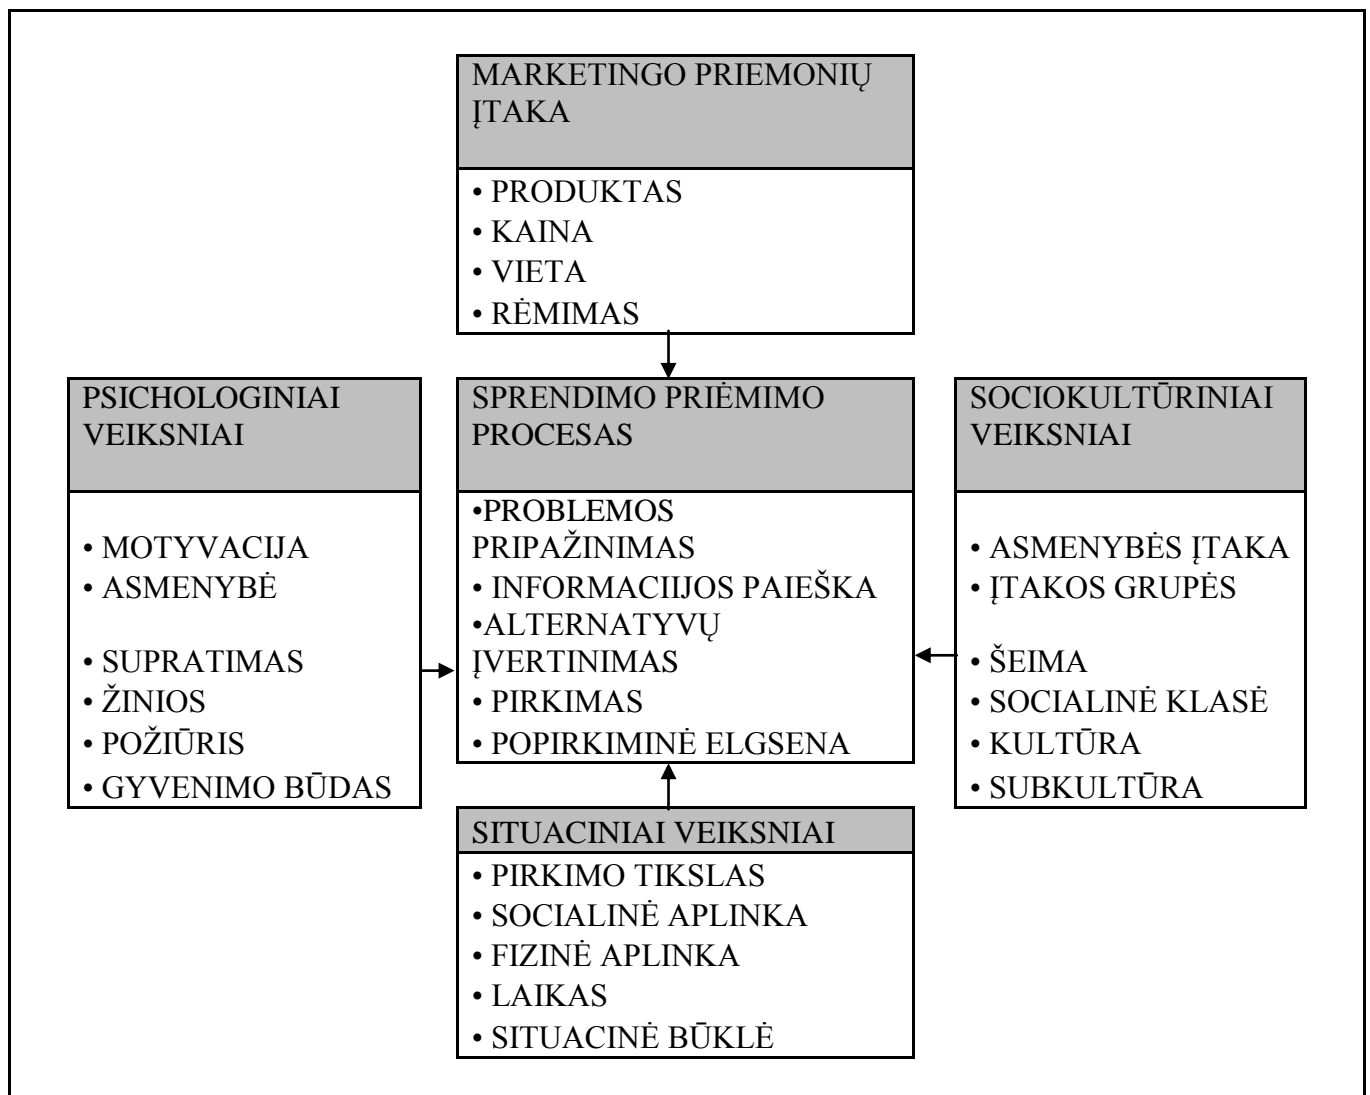 MARKETINGO PRIEMONIŲ
ĮTAKA
• PRODUKTAS
• KAINA
• VIETA
• RĖMIMAS
PSICHOLOGINIAI
VEIKSNIAI
• MOTYVACIJA
• ASMENYBĖ
• SUPRATIMAS
• ŽINIOS
• POŽIŪRIS
• GYVENIMO BŪDAS
SPRENDIMO PRIĖMIMO
PROCESAS
•PROBLEMOS
PRIPAŽINIMAS
• INFORMACIIJOS PAIEŠKA
•ALTERNATYVŲ
ĮVERTINIMAS
• PIRKIMAS
• POPIRKIMINĖ ELGSENA
SOCIOKULTŪRINIAI
VEIKSNIAI
• ASMENYBĖS ĮTAKA
• ĮTAKOS GRUPĖS
• ŠEIMA
• SOCIALINĖ KLASĖ
• KULTŪRA
• SUBKULTŪRA
SITUACINIAI VEIKSNIAI
• PIRKIMO TIKSLAS
• SOCIALINĖ APLINKA
• FIZINĖ APLINKA
• LAIKAS
• SITUACINĖ BŪKLĖ